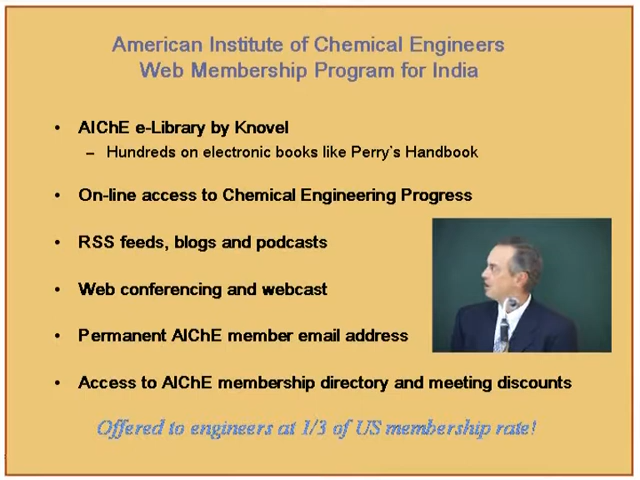 American Institute of Chemical Engineers
Web Membership Program for India
• AIChE e-Library by Knovel
– Hundreds on electronic books like Perry's Handbook
• On-line access to Chemical Engineering Progress
• RSS feeds, blogs and podcasts
• Web conferencing and webcast
• Permanent AIChE member email address
• Access to AIChE membership directory and meeting discounts
Offered to engineers at 1/3 of US membership rate!